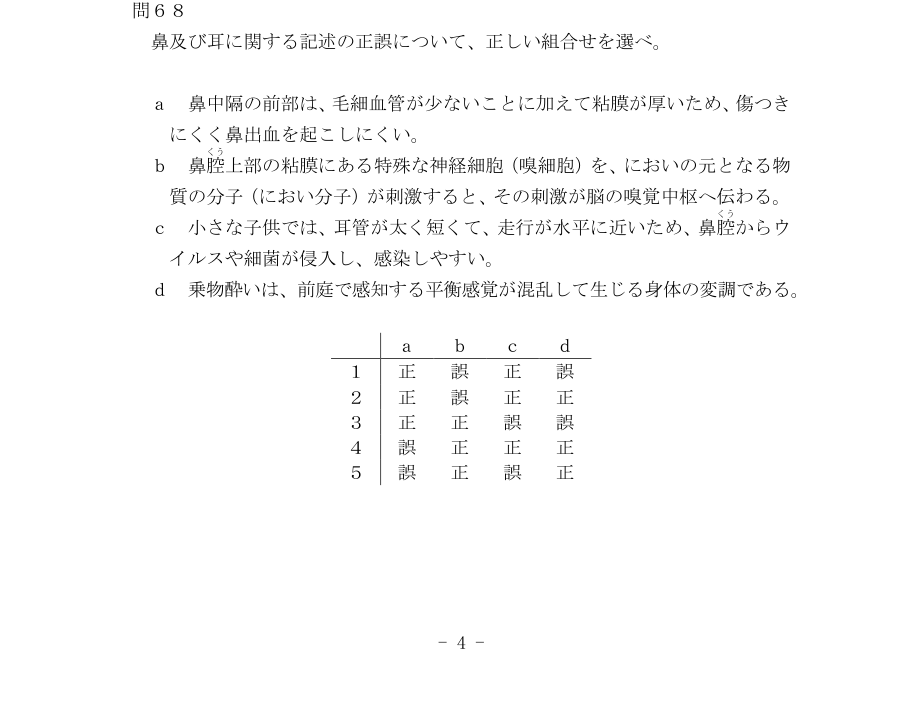 問６８
鼻及び耳に関する記述の正誤について、正しい組合せを選べ。
ａ　鼻中隔の前部は、毛細血管が少ないことに加えて粘膜が厚いため、傷つき
にくく鼻出血を起こしにくい。
くう
ｂ　鼻腔上部の粘膜にある特殊な神経細胞（嗅細胞）を、においの元となる物
質の分子（におい分子）が刺激すると、その刺激が脳の嗅覚中枢へ伝わる。
くう
ｃ　小さな子供では、耳管が太く短くて、走行が水平に近いため、鼻腔からウ
イルスや細菌が侵入し、感染しやすい。
ｄ　乗物酔いは、前庭で感知する平衡感覚が混乱して生じる身体の変調である。
ａ　ｂ　ｃ　ｄ
１　正　誤　正　誤
２　正　誤　正　正
３　正　正　誤　誤
４　誤　正　正　正
５　誤　正　誤　正
- 4 -